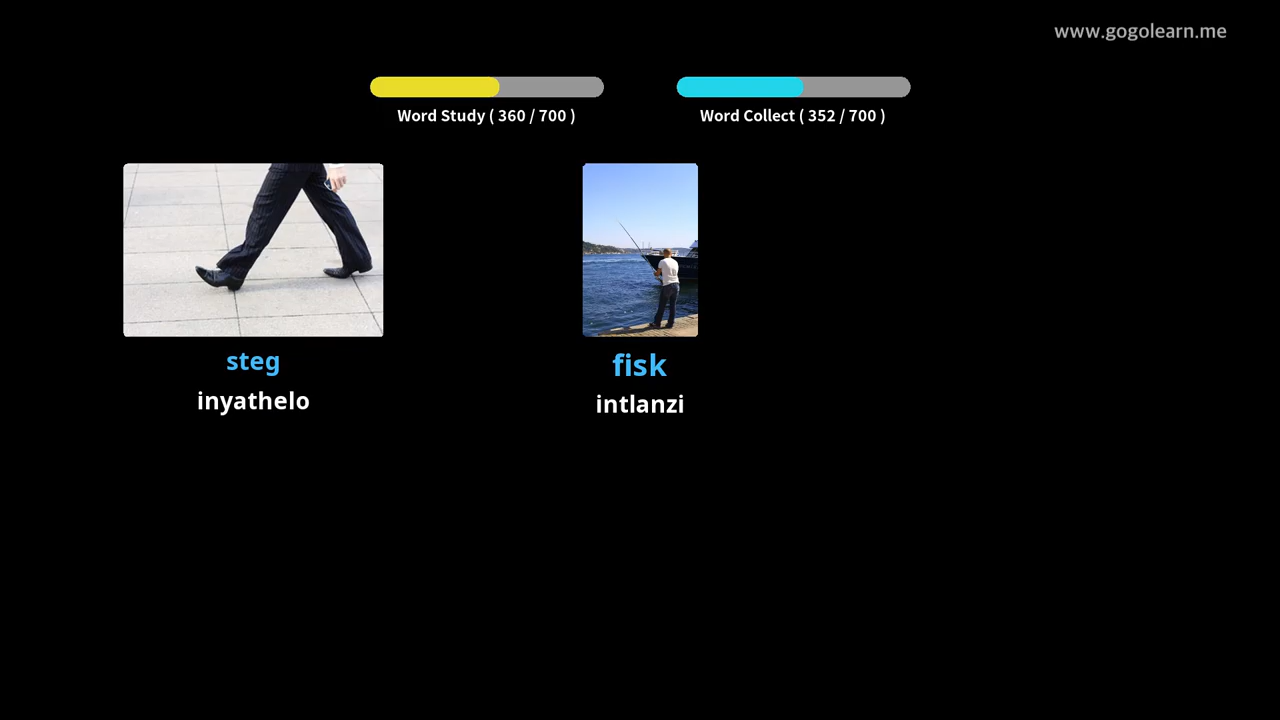 www.gogolearn.me
Word Study ( 360 / 700 )
Word Collect ( 352 / 700 )
steg
inyathelo
fisk
intlanzi